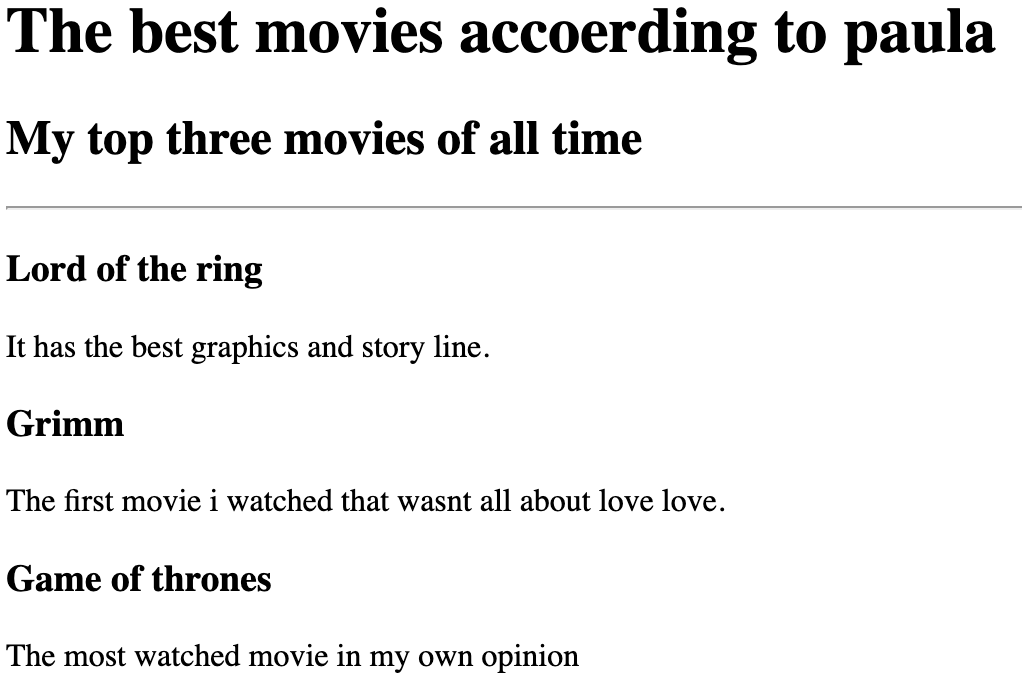 The best movies accoerding to paula
My top three movies of all time
Lord of the ring
It has the best graphics and story line.
Grimm
The first movie i watched that wasnt all about love love.
Game of thrones
The most watched movie in my own opinion